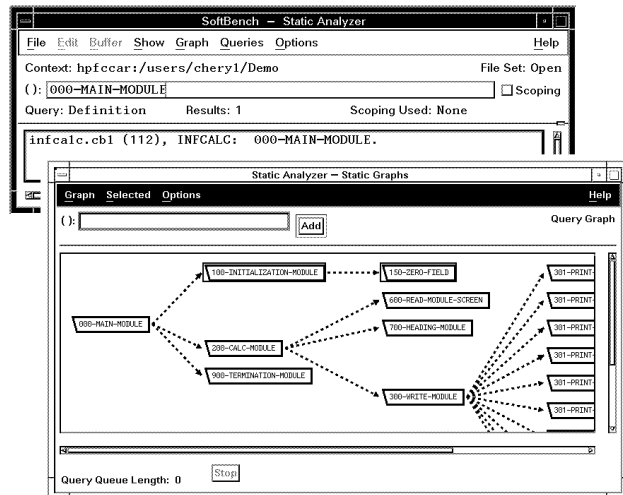 SoftBench – Static Analyzer
File Edit Buffer Show Graph Queries Options Help
Context: hpfccar:/users/cheryl/Demo File Set: Open
(): 000-MAIN-MODULE Scoping
Query: Definition Results: 1 Scoping Used: None
infcalc.cbl (112), INFCALC: 000-MAIN-MODULE.
Static Analyzer – Static Graphs
Graph Selected Options Help
(): Add Query Graph
100-INITIALIZATION-MODULE 150-ZERO-FIELD 301-PRINT-
600-READ-MODULE-SCREEN 301-PRINT-
000-MAIN-MODULE 700-HEADING-MODULE 301-PRINT-
200-CALC-MODULE 301-PRINT-
900-TERMINATION-MODULE 301-PRINT-
300-WRITE-MODULE 301-PRINT-
Query Queue Length: 0 Stop